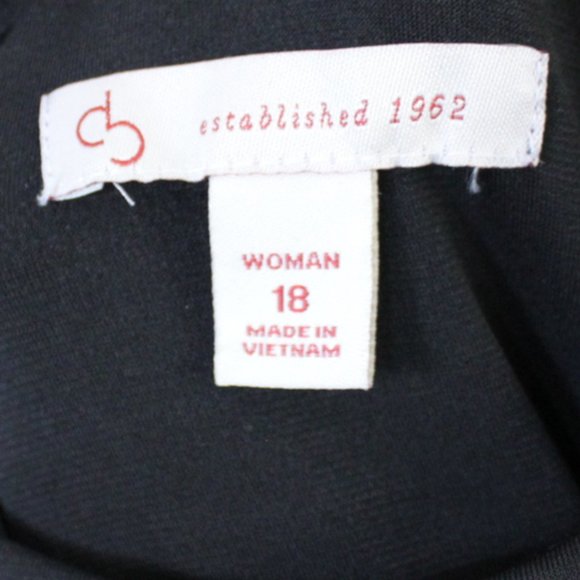 cb
established 1962
WOMAN
18
MADE IN
VIETNAM